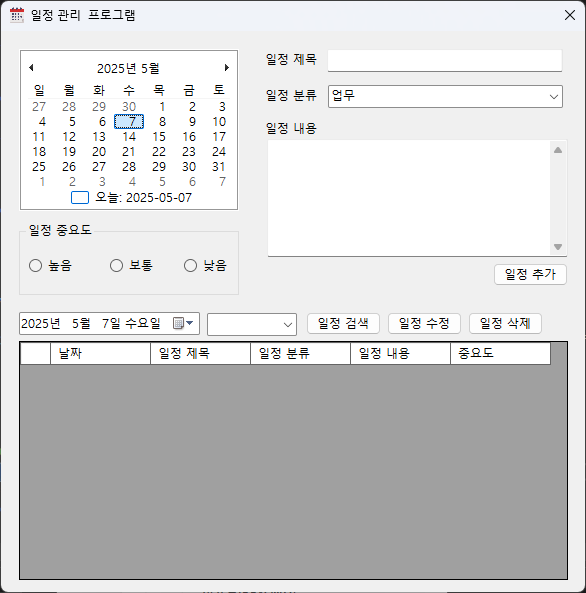 일정 관리 프로그램
2025년 5월
일 월 화 수 목 금 토
27 28 29 30 1 2 3
4 5 6 7 8 9 10
11 12 13 14 15 16 17
18 19 20 21 22 23 24
25 26 27 28 29 30 31
1 2 3 4 5 6 7
오늘: 2025-05-07
일정 중요도
높음 보통 낮음
일정 제목
일정 분류 업무
일정 내용
일정 추가
2025년 5월 7일 수요일 일정 검색 일정 수정 일정 삭제
날짜 일정 제목 일정 분류 일정 내용 중요도